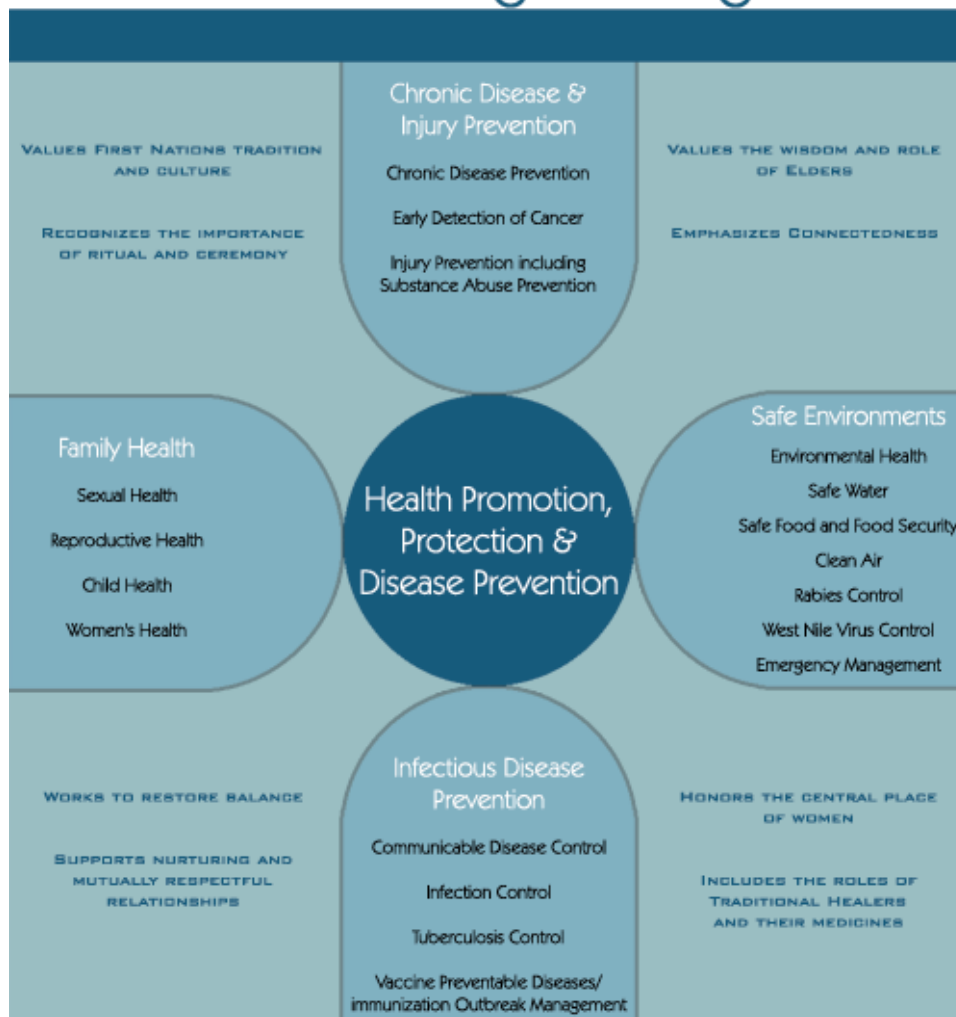 Chronic Disease &
Injury Prevention
Chronic Disease Prevention
Early Detection of Cancer
Injury Prevention including
Substance Abuse Prevention
VALUES FIRST NATIONS TRADITION
AND CULTURE
RECOGNIZES THE IMPORTANCE
OF RITUAL AND CEREMONY
VALUES THE WISDOM AND ROLE
OF ELDERS
EMPHASIZES CONNECTEDNESS
Family Health
Sexual Health
Reproductive Health
Child Health
Women's Health
Health Promotion,
Protection &
Disease Prevention
Safe Environments
Environmental Health
Safe Water
Safe Food and Food Security
Clean Air
Rabies Control
West Nile Virus Control
Emergency Management
WORKS TO RESTORE BALANCE
SUPPORTS NURTURING AND
MUTUALLY RESPECTFUL
RELATIONSHIPS
Infectious Disease
Prevention
Communicable Disease Control
Infection Control
Tuberculosis Control
Vaccine Preventable Diseases/
immunization Outbreak Management
HONORS THE CENTRAL PLACE
OF WOMEN
INCLUDES THE ROLES OF
TRADITIONAL HEALERS
AND THEIR MEDICINES